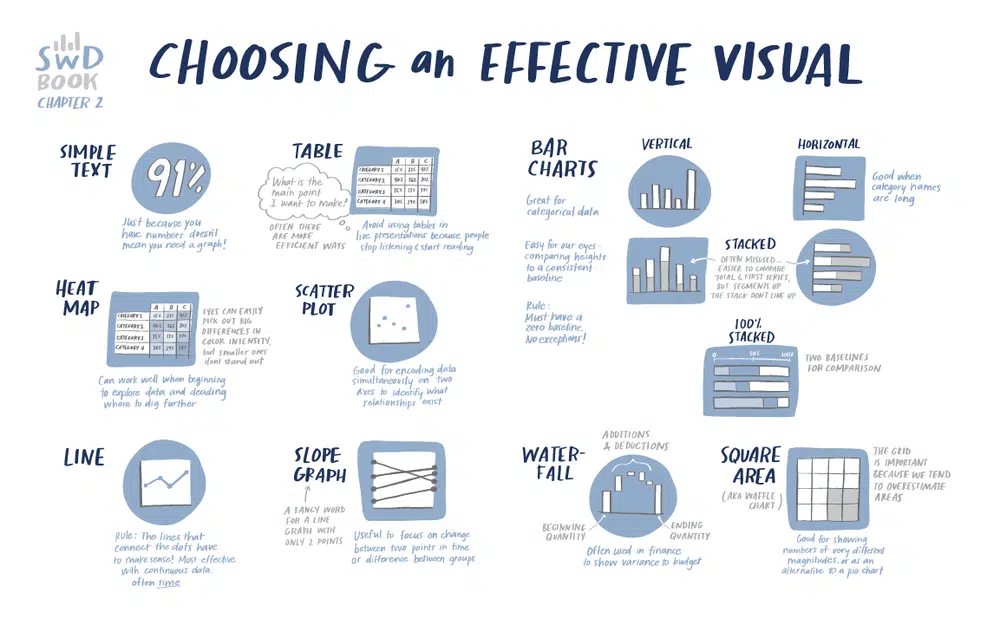 SWD
BOOK
CHAPTER 2
CHOOSING an EFFECTIVE VISUAL
SIMPLE
TEXT
91%
Just because you
have numbers doesn't
mean you need a graph!
TABLE
What is the
main point
I want to make?
OFTEN THERE
ARE MORE
EFFICIENT WAYS
A B C
CATEGORY 1 15% 22% 42%
CATEGORY 2 40% 36% 20%
CATEGORY 3 35% 17% 34%
CATEGORY 4 30% 29% 58%
Avoid using tables in
live presentations because people
stop listening & start reading
HEAT
MAP
A B C
CATEGORY 1 15% 22% 42%
CATEGORY 2 40% 36% 20%
CATEGORY 3 35% 17% 34%
CATEGORY 4 30% 29% 58%
EYES CAN EASILY
PICK OUT BIG
DIFFERENCES IN
COLOR INTENSITY,
but smaller ones
don't stand out
Can work well when beginning
to explore data and deciding
where to dig further
SCATTER
PLOT
Good for encoding data
simultaneously on two
axes to identify what
relationships exist
LINE
Rule: The lines that
connect the dots have
to make sense! Most effective
with continuous data,
often time
SLOPE
GRAPH
A FANCY WORD
FOR A LINE
GRAPH WITH
ONLY 2 POINTS
Useful to focus on change
between two points in time
or difference between groups
BAR
CHARTS
Great for
categorical data
Easy for our eyes -
comparing heights
to a consistent
baseline
Rule:
Must have a
zero baseline.
No exceptions!
VERTICAL
HORIZONTAL
Good when
category names
are long
STACKED
OFTEN MISUSED...
EASIER TO COMPARE
TOTAL & FIRST SERIES,
BUT SEGMENTS UP
THE STACK DON'T LINE UP
100%
STACKED
0 50% 100%
TWO BASELINES
FOR COMPARISON
WATER-
FALL
ADDITIONS
& DEDUCTIONS
BEGINNING
QUANTITY
ENDING
QUANTITY
Often used in finance
to show variance to budget
SQUARE
AREA
(AKA WAFFLE
CHART)
THE GRID
IS IMPORTANT
BECAUSE WE TEND
TO OVERESTIMATE
AREAS
Good for showing
numbers of very different
magnitudes, or as an
alternative to a pie chart